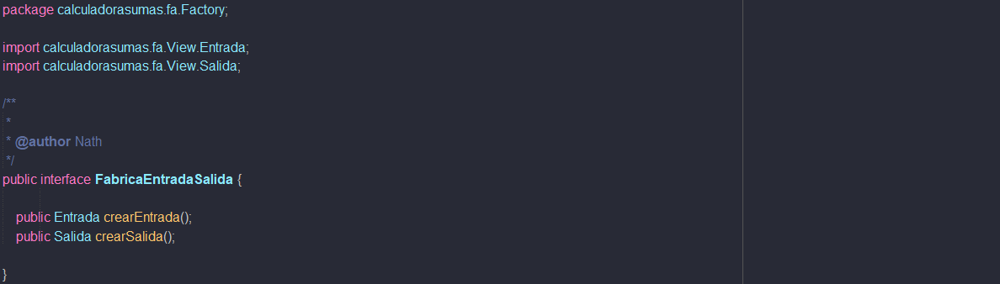 package calculadorasumas.fa.Factory;
import calculadorasumas.fa.View.Entrada;
import calculadorasumas.fa.View.Salida;
/**
*
* @author Nath
*/
public interface FabricaEntradaSalida {
public Entrada crearEntrada();
public Salida crearSalida();
}